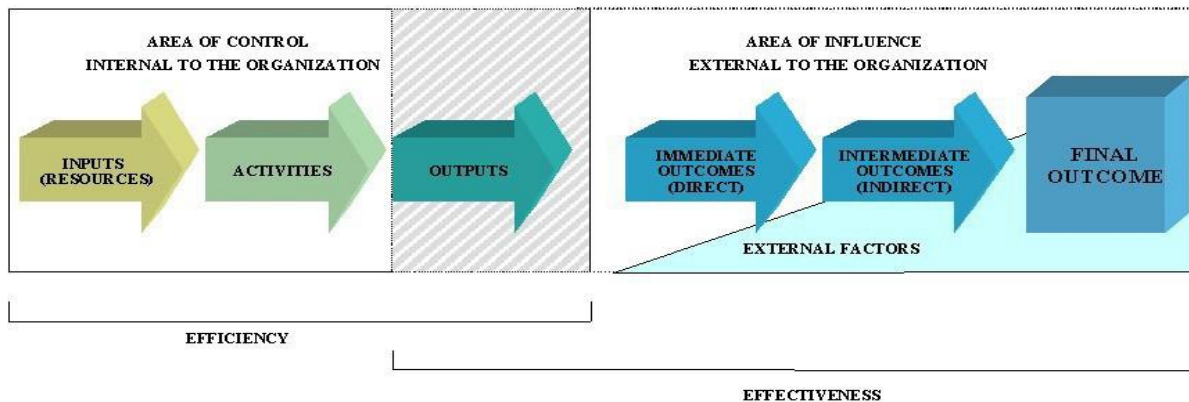 AREA OF CONTROL
INTERNAL TO THE ORGANIZATION
AREA OF INFLUENCE
EXTERNAL TO THE ORGANIZATION
INPUTS
(RESOURCES)
ACTIVITIES
OUTPUTS
IMMEDIATE
OUTCOMES
(DIRECT)
INTERMEDIATE
OUTCOMES
(INDIRECT)
FINAL
OUTCOME
EXTERNAL FACTORS
EFFICIENCY
EFFECTIVENESS